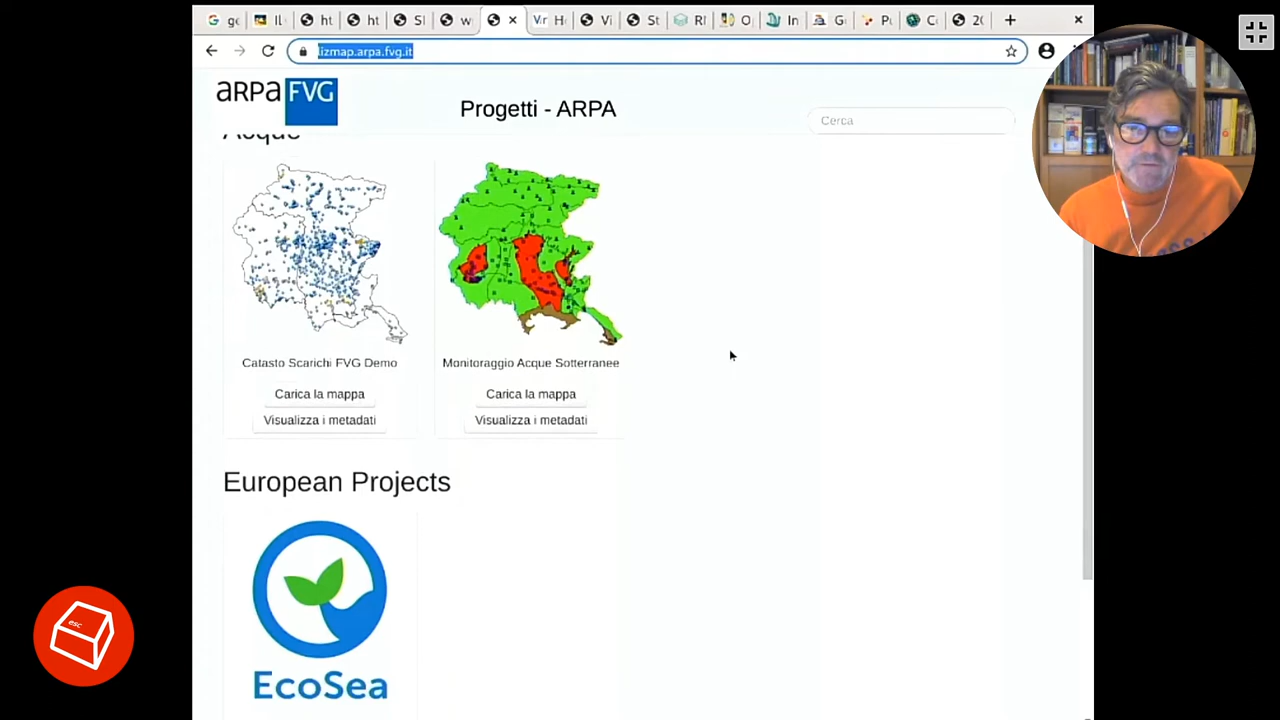 lizmap.arpa.fvg.it
arpa FVG
Progetti - ARPA
Cerca
Acque
Catasto Scarichi FVG Demo
Monitoraggio Acque Sotterranee
Carica la mappa
Carica la mappa
Visualizza i metadati
Visualizza i metadati
European Projects
EcoSea
esc